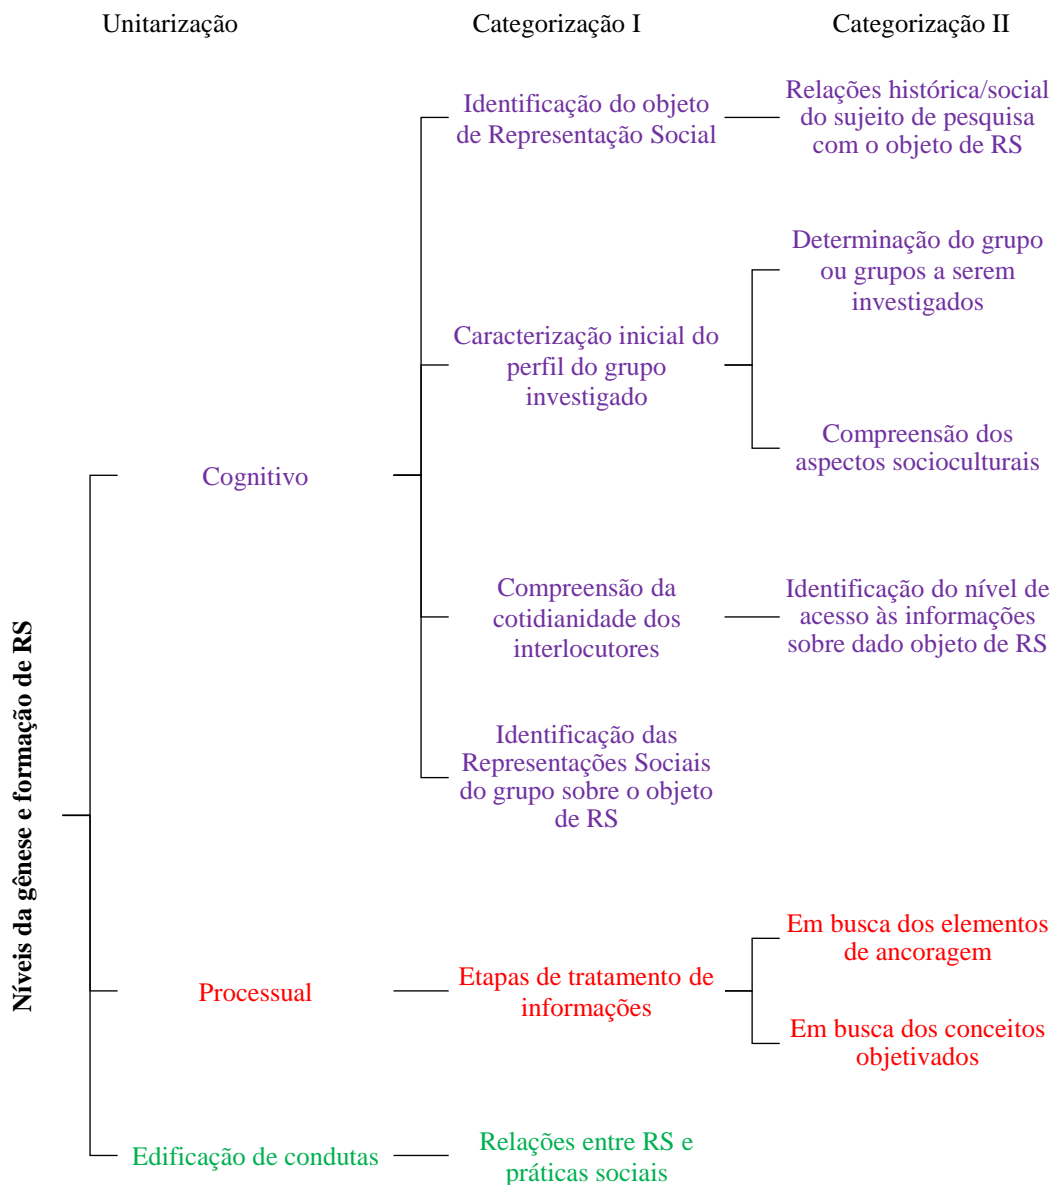 Unitarização
Categorização I
Categorização II
Identificação do objeto
de Representação Social
Relações histórica/social
do sujeito de pesquisa
com o objeto de RS
Determinação do grupo
ou grupos a serem
investigados
Caracterização inicial do
perfil do grupo
investigado
Compreensão dos
aspectos socioculturais
Cognitivo
Compreensão da
cotidianidade dos
interlocutores
Identificação do nível de
acesso às informações
sobre dado objeto de RS
Níveis da gênese e formação de RS
Identificação das
Representações Sociais
do grupo sobre o objeto
de RS
Em busca dos elementos
de ancoragem
Processual
Etapas de tratamento de
informações
Em busca dos conceitos
objetivados
Edificação de condutas
Relações entre RS e
práticas sociais